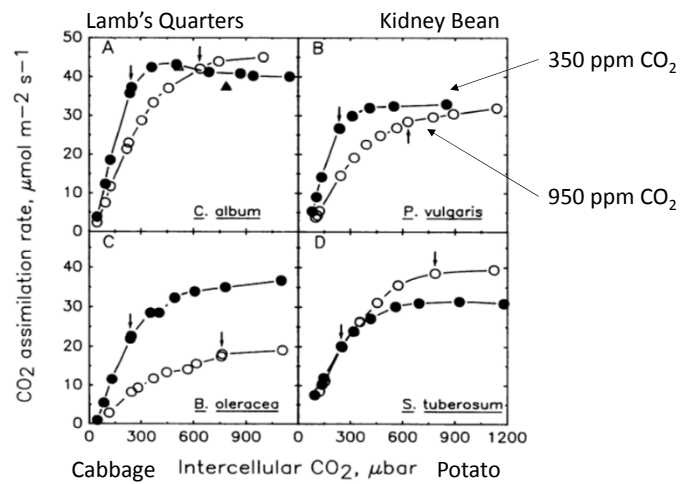 Lamb's Quarters
Kidney Bean
CO2 assimilation rate, μmol m-2 s-1
50
40
30
20
10
0
A
C. album
B
P. vulgaris
350 ppm CO2
950 ppm CO2
40
30
20
10
0
C
B. oleracea
D
S. tuberosum
0 300 600 900
0 300 600 900 1200
Cabbage
Intercellular CO2, μbar
Potato